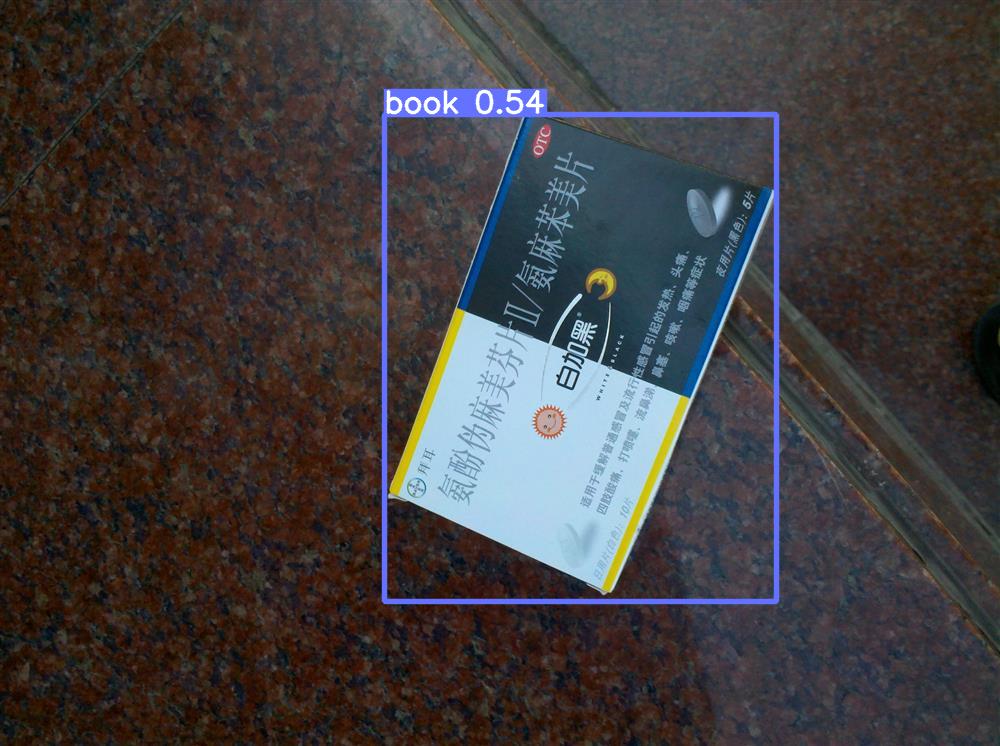 book 0.54
OTC
拜耳
氨酚伪麻美芬片II/氨麻苯美片
白加黑®
WHITE & BLACK
适用于缓解普通感冒及流行性感冒引起的发热、头痛、
四肢酸痛、打喷嚏、流鼻涕、鼻塞、咳嗽、咽痛等症状
日用片(白色)：10片
夜用片(黑色)：5片